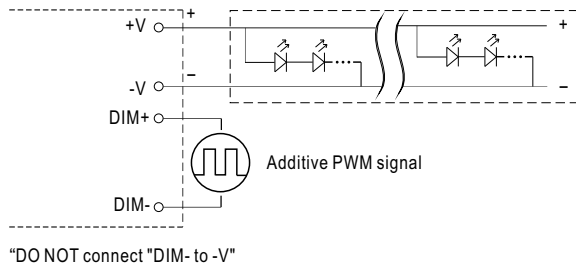 +V
+
+
-V
–
–
DIM+
Additive PWM signal
DIM-
“DO NOT connect "DIM- to -V"